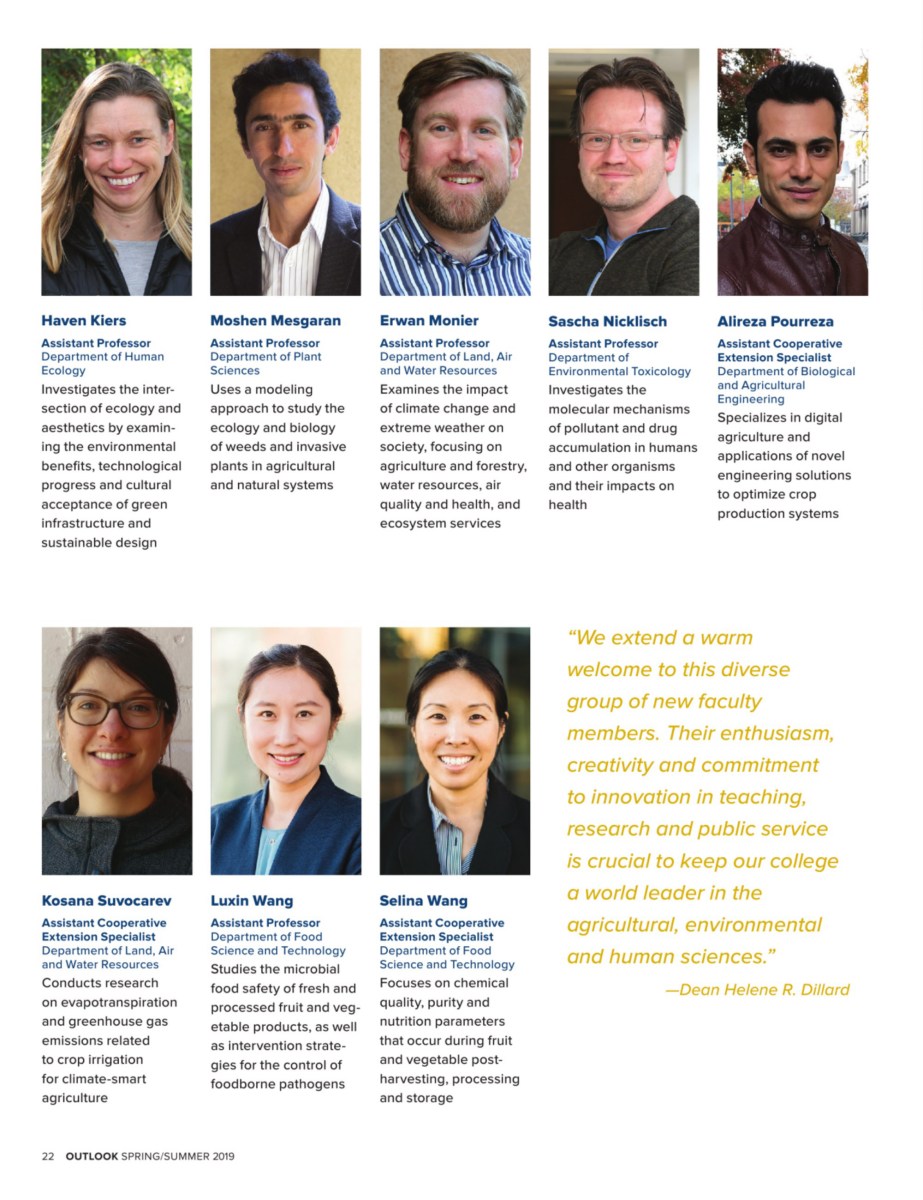 Haven Kiers
Assistant Professor
Department of Human
Ecology
Investigates the inter-
section of ecology and
aesthetics by examin-
ing the environmental
benefits, technological
progress and cultural
acceptance of green
infrastructure and
sustainable design
Moshen Mesgaran
Assistant Professor
Department of Plant
Sciences
Uses a modeling
approach to study the
ecology and biology
of weeds and invasive
plants in agricultural
and natural systems
Erwan Monier
Assistant Professor
Department of Land, Air
and Water Resources
Examines the impact
of climate change and
extreme weather on
society, focusing on
agriculture and forestry,
water resources, air
quality and health, and
ecosystem services
Sascha Nicklisch
Assistant Professor
Department of
Environmental Toxicology
Investigates the
molecular mechanisms
of pollutant and drug
accumulation in humans
and other organisms
and their impacts on
health
Alireza Pourreza
Assistant Cooperative
Extension Specialist
Department of Biological
and Agricultural
Engineering
Specializes in digital
agriculture and
applications of novel
engineering solutions
to optimize crop
production systems
Kosana Suvocarev
Assistant Cooperative
Extension Specialist
Department of Land, Air
and Water Resources
Conducts research
on evapotranspiration
and greenhouse gas
emissions related
to crop irrigation
for climate-smart
agriculture
Luxin Wang
Assistant Professor
Department of Food
Science and Technology
Studies the microbial
food safety of fresh and
processed fruit and veg-
etable products, as well
as intervention strate-
gies for the control of
foodborne pathogens
Selina Wang
Assistant Cooperative
Extension Specialist
Department of Food
Science and Technology
Focuses on chemical
quality, purity and
nutrition parameters
that occur during fruit
and vegetable post-
harvesting, processing
and storage
“We extend a warm
welcome to this diverse
group of new faculty
members. Their enthusiasm,
creativity and commitment
to innovation in teaching,
research and public service
is crucial to keep our college
a world leader in the
agricultural, environmental
and human sciences.”
—Dean Helene R. Dillard
22 OUTLOOK SPRING/SUMMER 2019